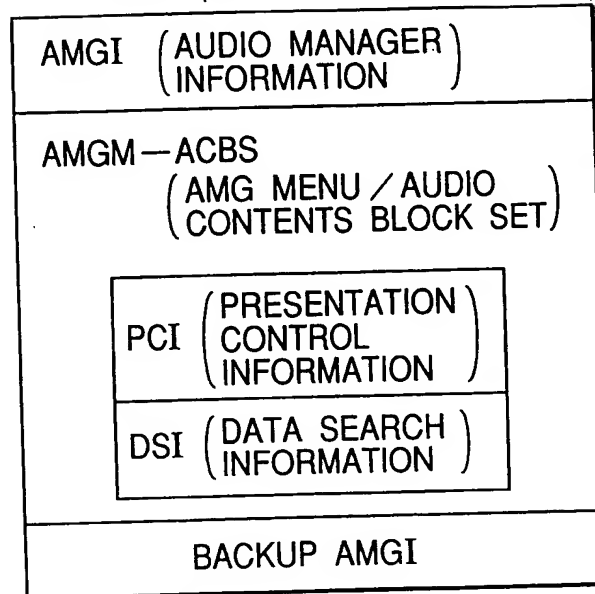 AMGI (AUDIO MANAGER
INFORMATION)
AMGM—ACBS
(AMG MENU／AUDIO
CONTENTS BLOCK SET)
PCI (PRESENTATION
CONTROL
INFORMATION)
DSI (DATA SEARCH
INFORMATION)
BACKUP AMGI